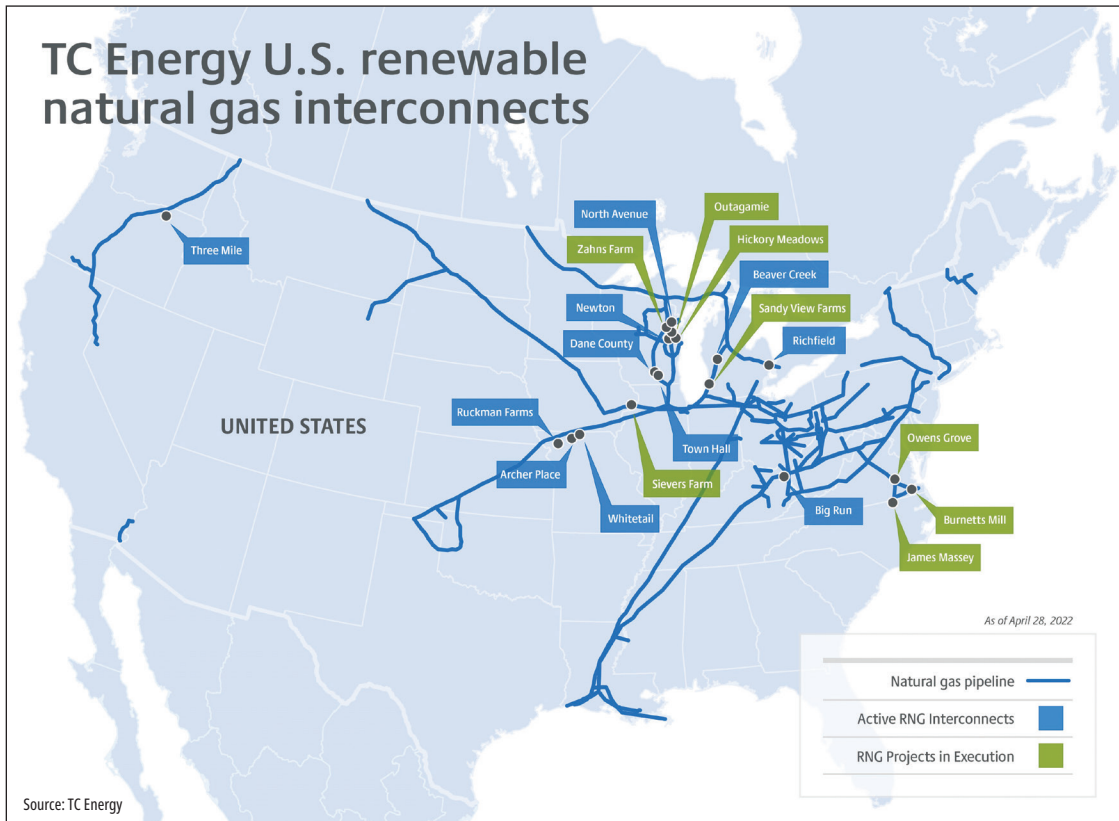 TC Energy U.S. renewable
natural gas interconnects
North Avenue
Outagamie
Zahns Farm
Hickory Meadows
Three Mile
Beaver Creek
Newton
Sandy View Farms
Dane County
Richfield
Ruckman Farms
UNITED STATES
Town Hall
Owens Grove
Archer Place
Sievers Farm
Whitetail
Big Run
Burnetts Mill
James Massey
As of April 28, 2022
Natural gas pipeline
Active RNG Interconnects
RNG Projects in Execution
Source: TC Energy